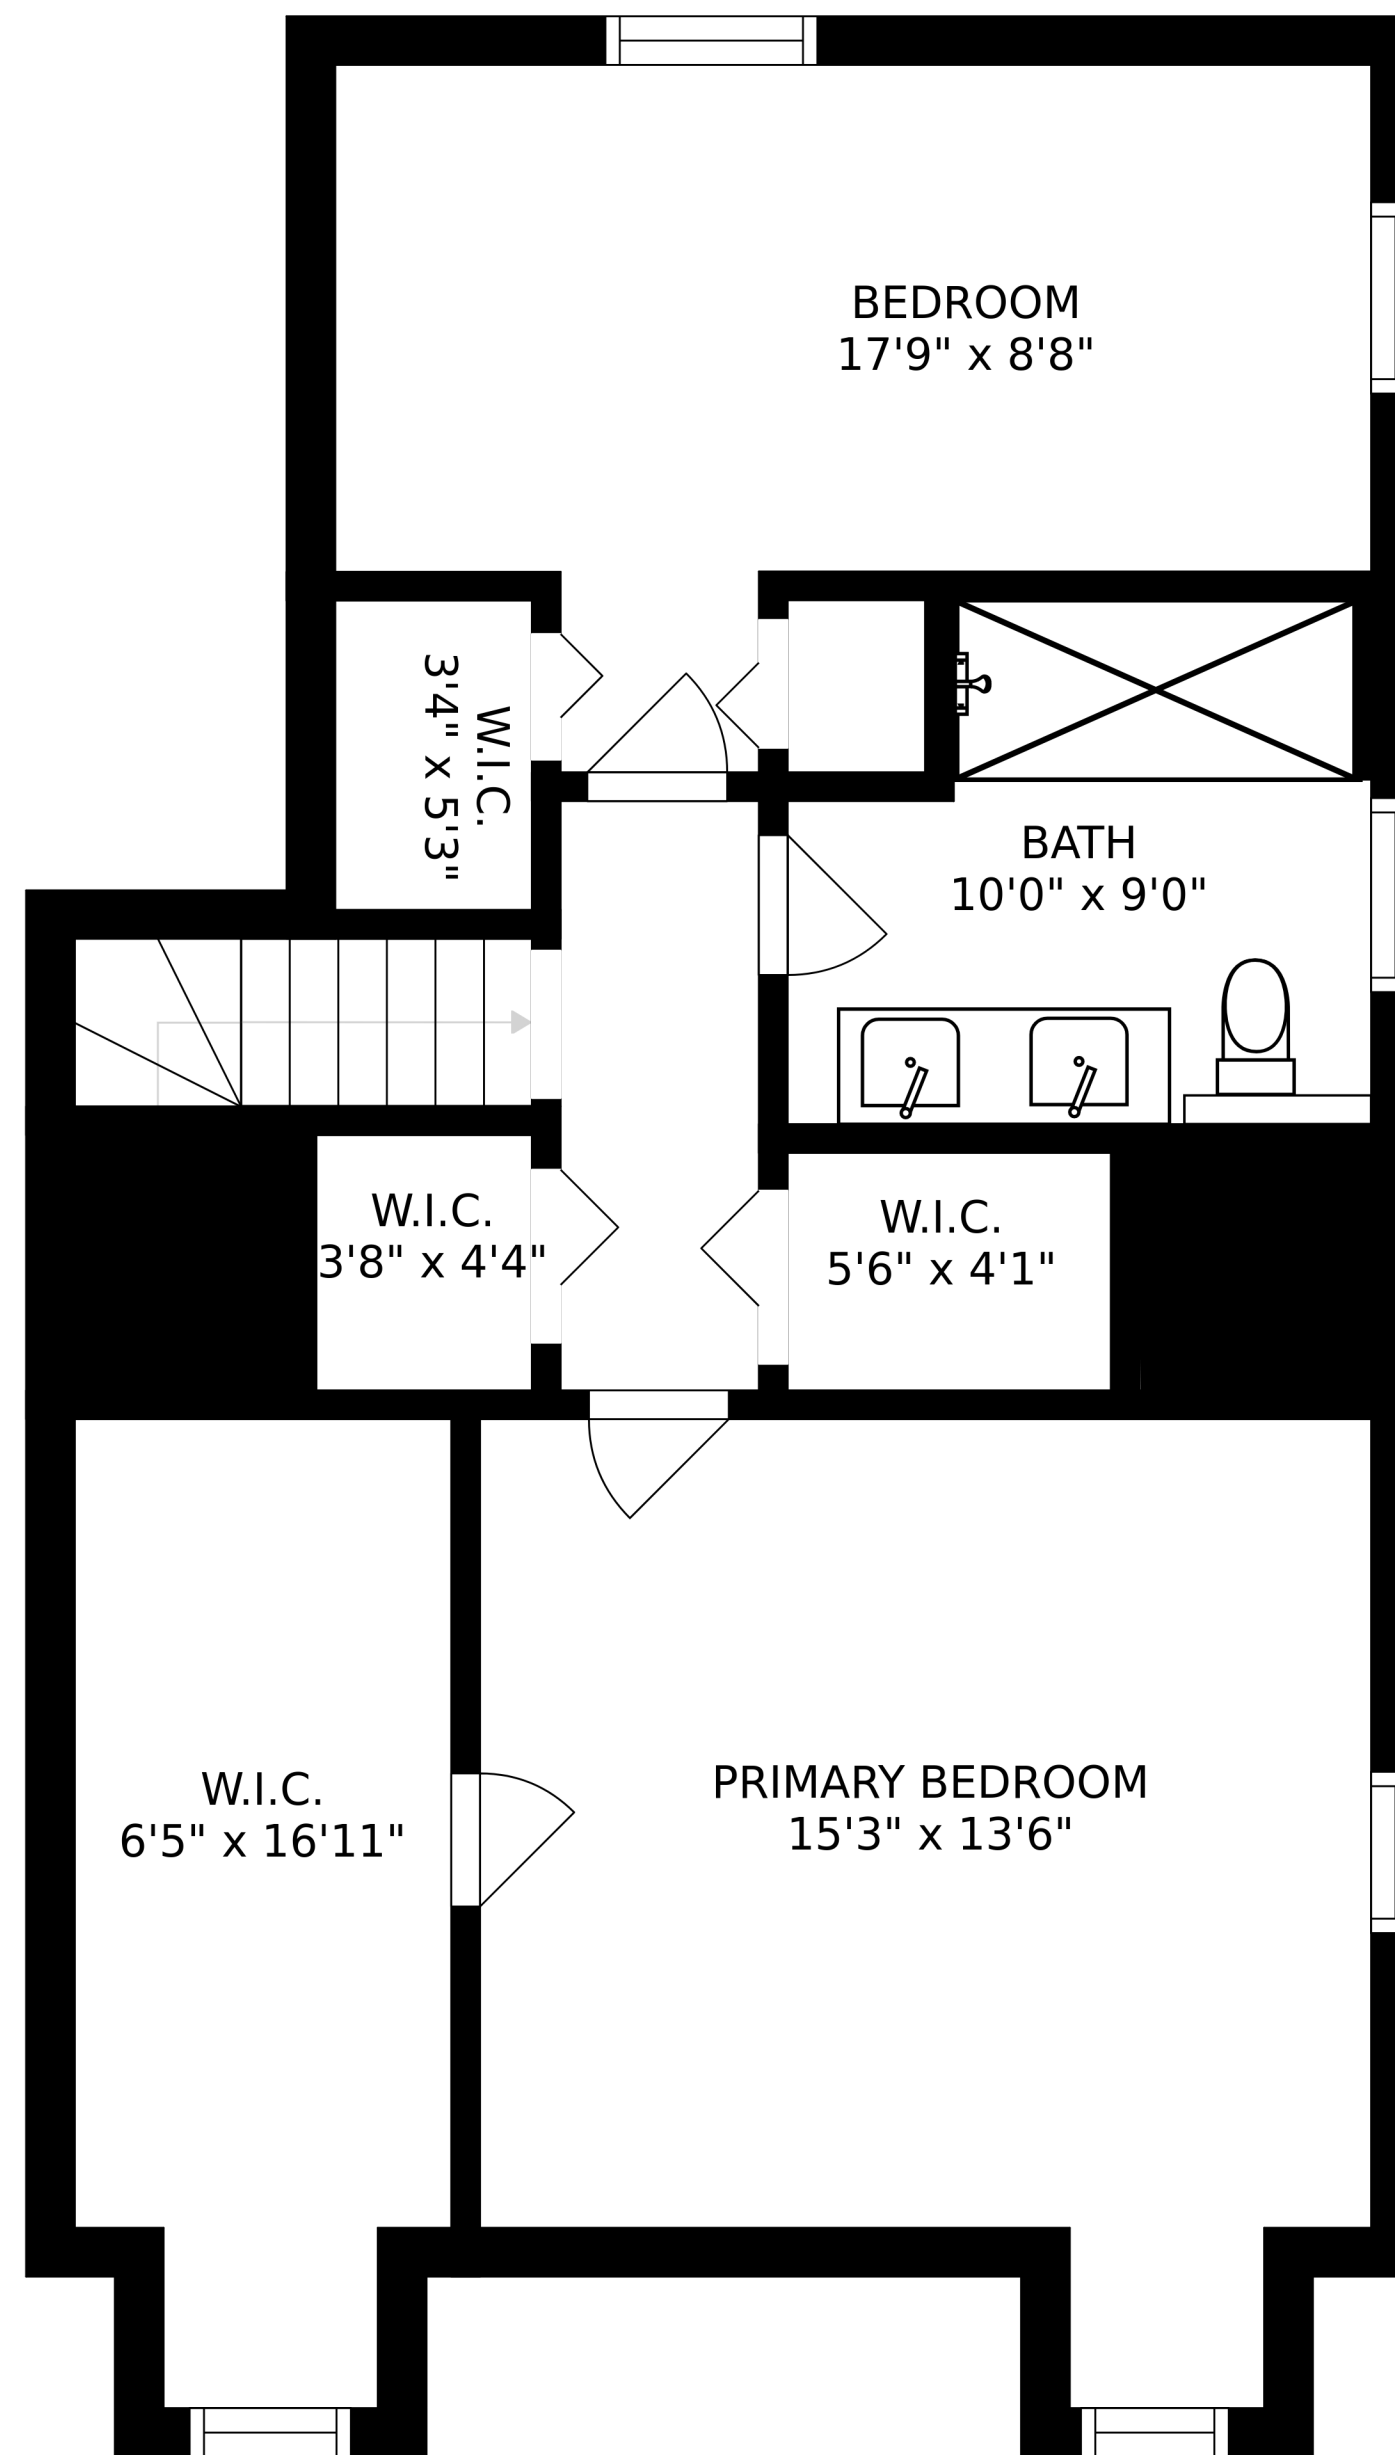 BEDROOM
17'9" x 8'8"
W.I.C.
3'4" x 5'3"
BATH
10'0" x 9'0"
W.I.C.
3'8" x 4'4"
W.I.C.
5'6" x 4'1"
W.I.C.
6'5" x 16'11"
PRIMARY BEDROOM
15'3" x 13'6"